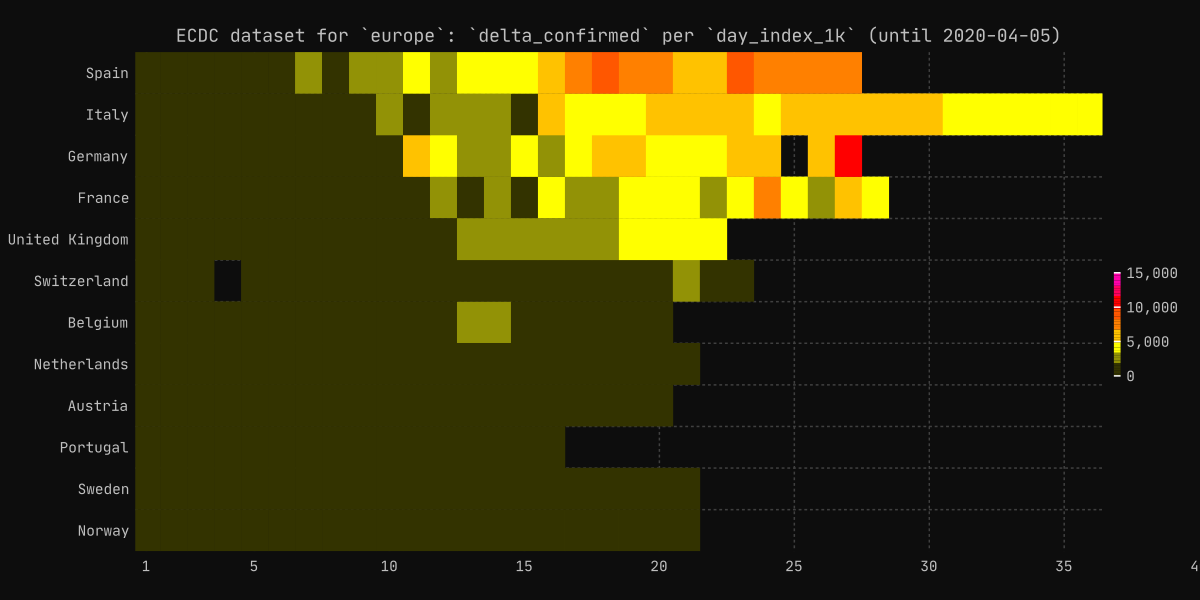 ECDC dataset for `europe`: `delta_confirmed` per `day_index_1k` (until 2020-04-05)
Spain
Italy
Germany
France
United Kingdom
Switzerland
Belgium
Netherlands
Austria
Portugal
Sweden
Norway
15,000
10,000
5,000
0
1 5 10 15 20 25 30 35 4